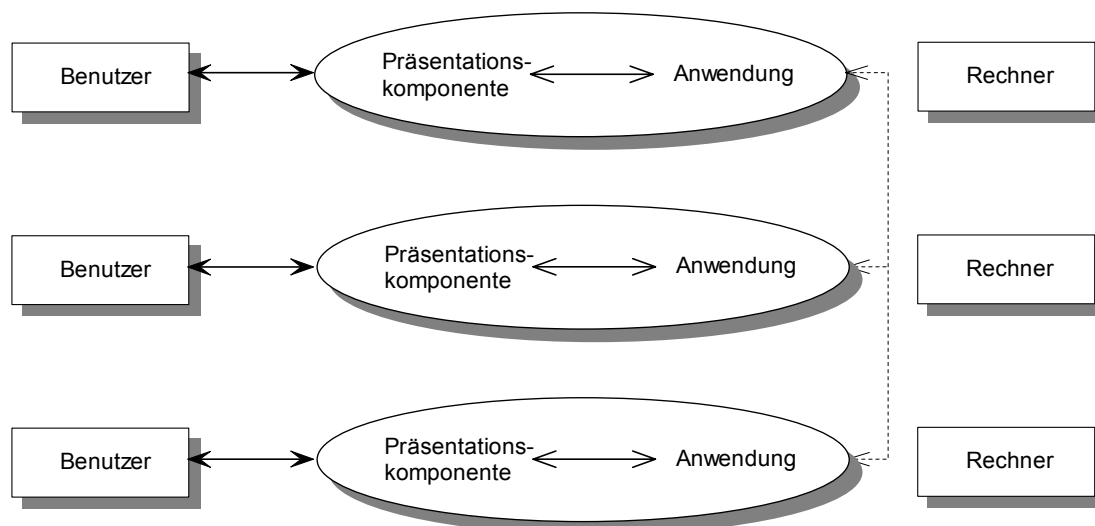 Benutzer
Präsentations-
komponente
Anwendung
Rechner
Benutzer
Präsentations-
komponente
Anwendung
Rechner
Benutzer
Präsentations-
komponente
Anwendung
Rechner